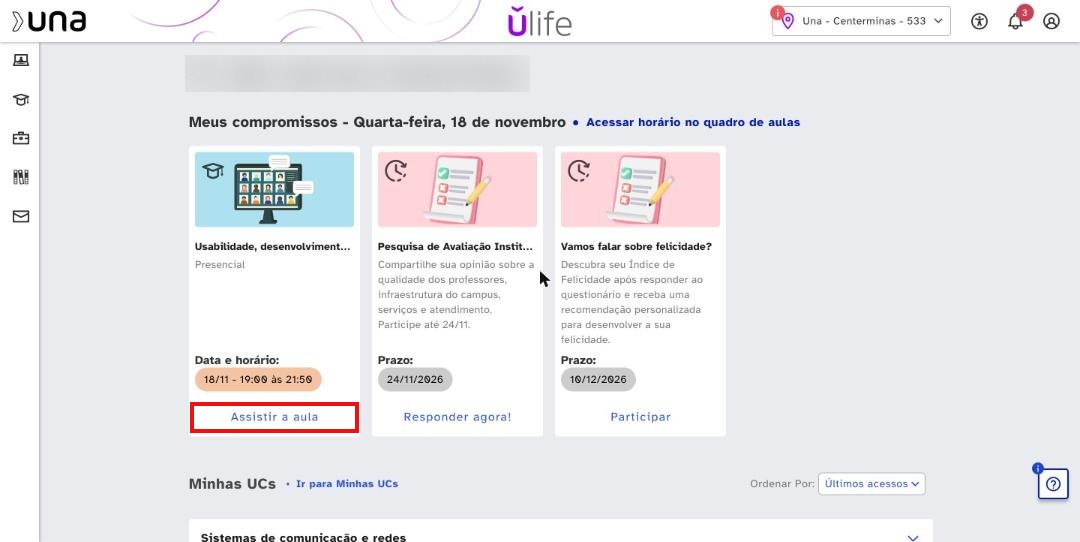 una
ŭlife
Una - Centerminas - 533
3
Meus compromissos - Quarta-feira, 18 de novembro • Acessar horário no quadro de aulas
Usabilidade, desenvolviment...
Presencial
Data e horário:
18/11 - 19:00 às 21:50
Assistir a aula
Pesquisa de Avaliação Instit...
Compartilhe sua opinião sobre a
qualidade dos professores,
infraestrutura do campus,
serviços e atendimento.
Participe até 24/11.
Prazo:
24/11/2026
Responder agora!
Vamos falar sobre felicidade?
Descubra seu Índice de
Felicidade após responder ao
questionário e receba uma
recomendação personalizada
para desenvolver a sua
felicidade.
Prazo:
10/12/2026
Participar
Minhas UCs • Ir para Minhas UCs
Ordenar Por: Últimos acessos
Sistemas de comunicação e redes